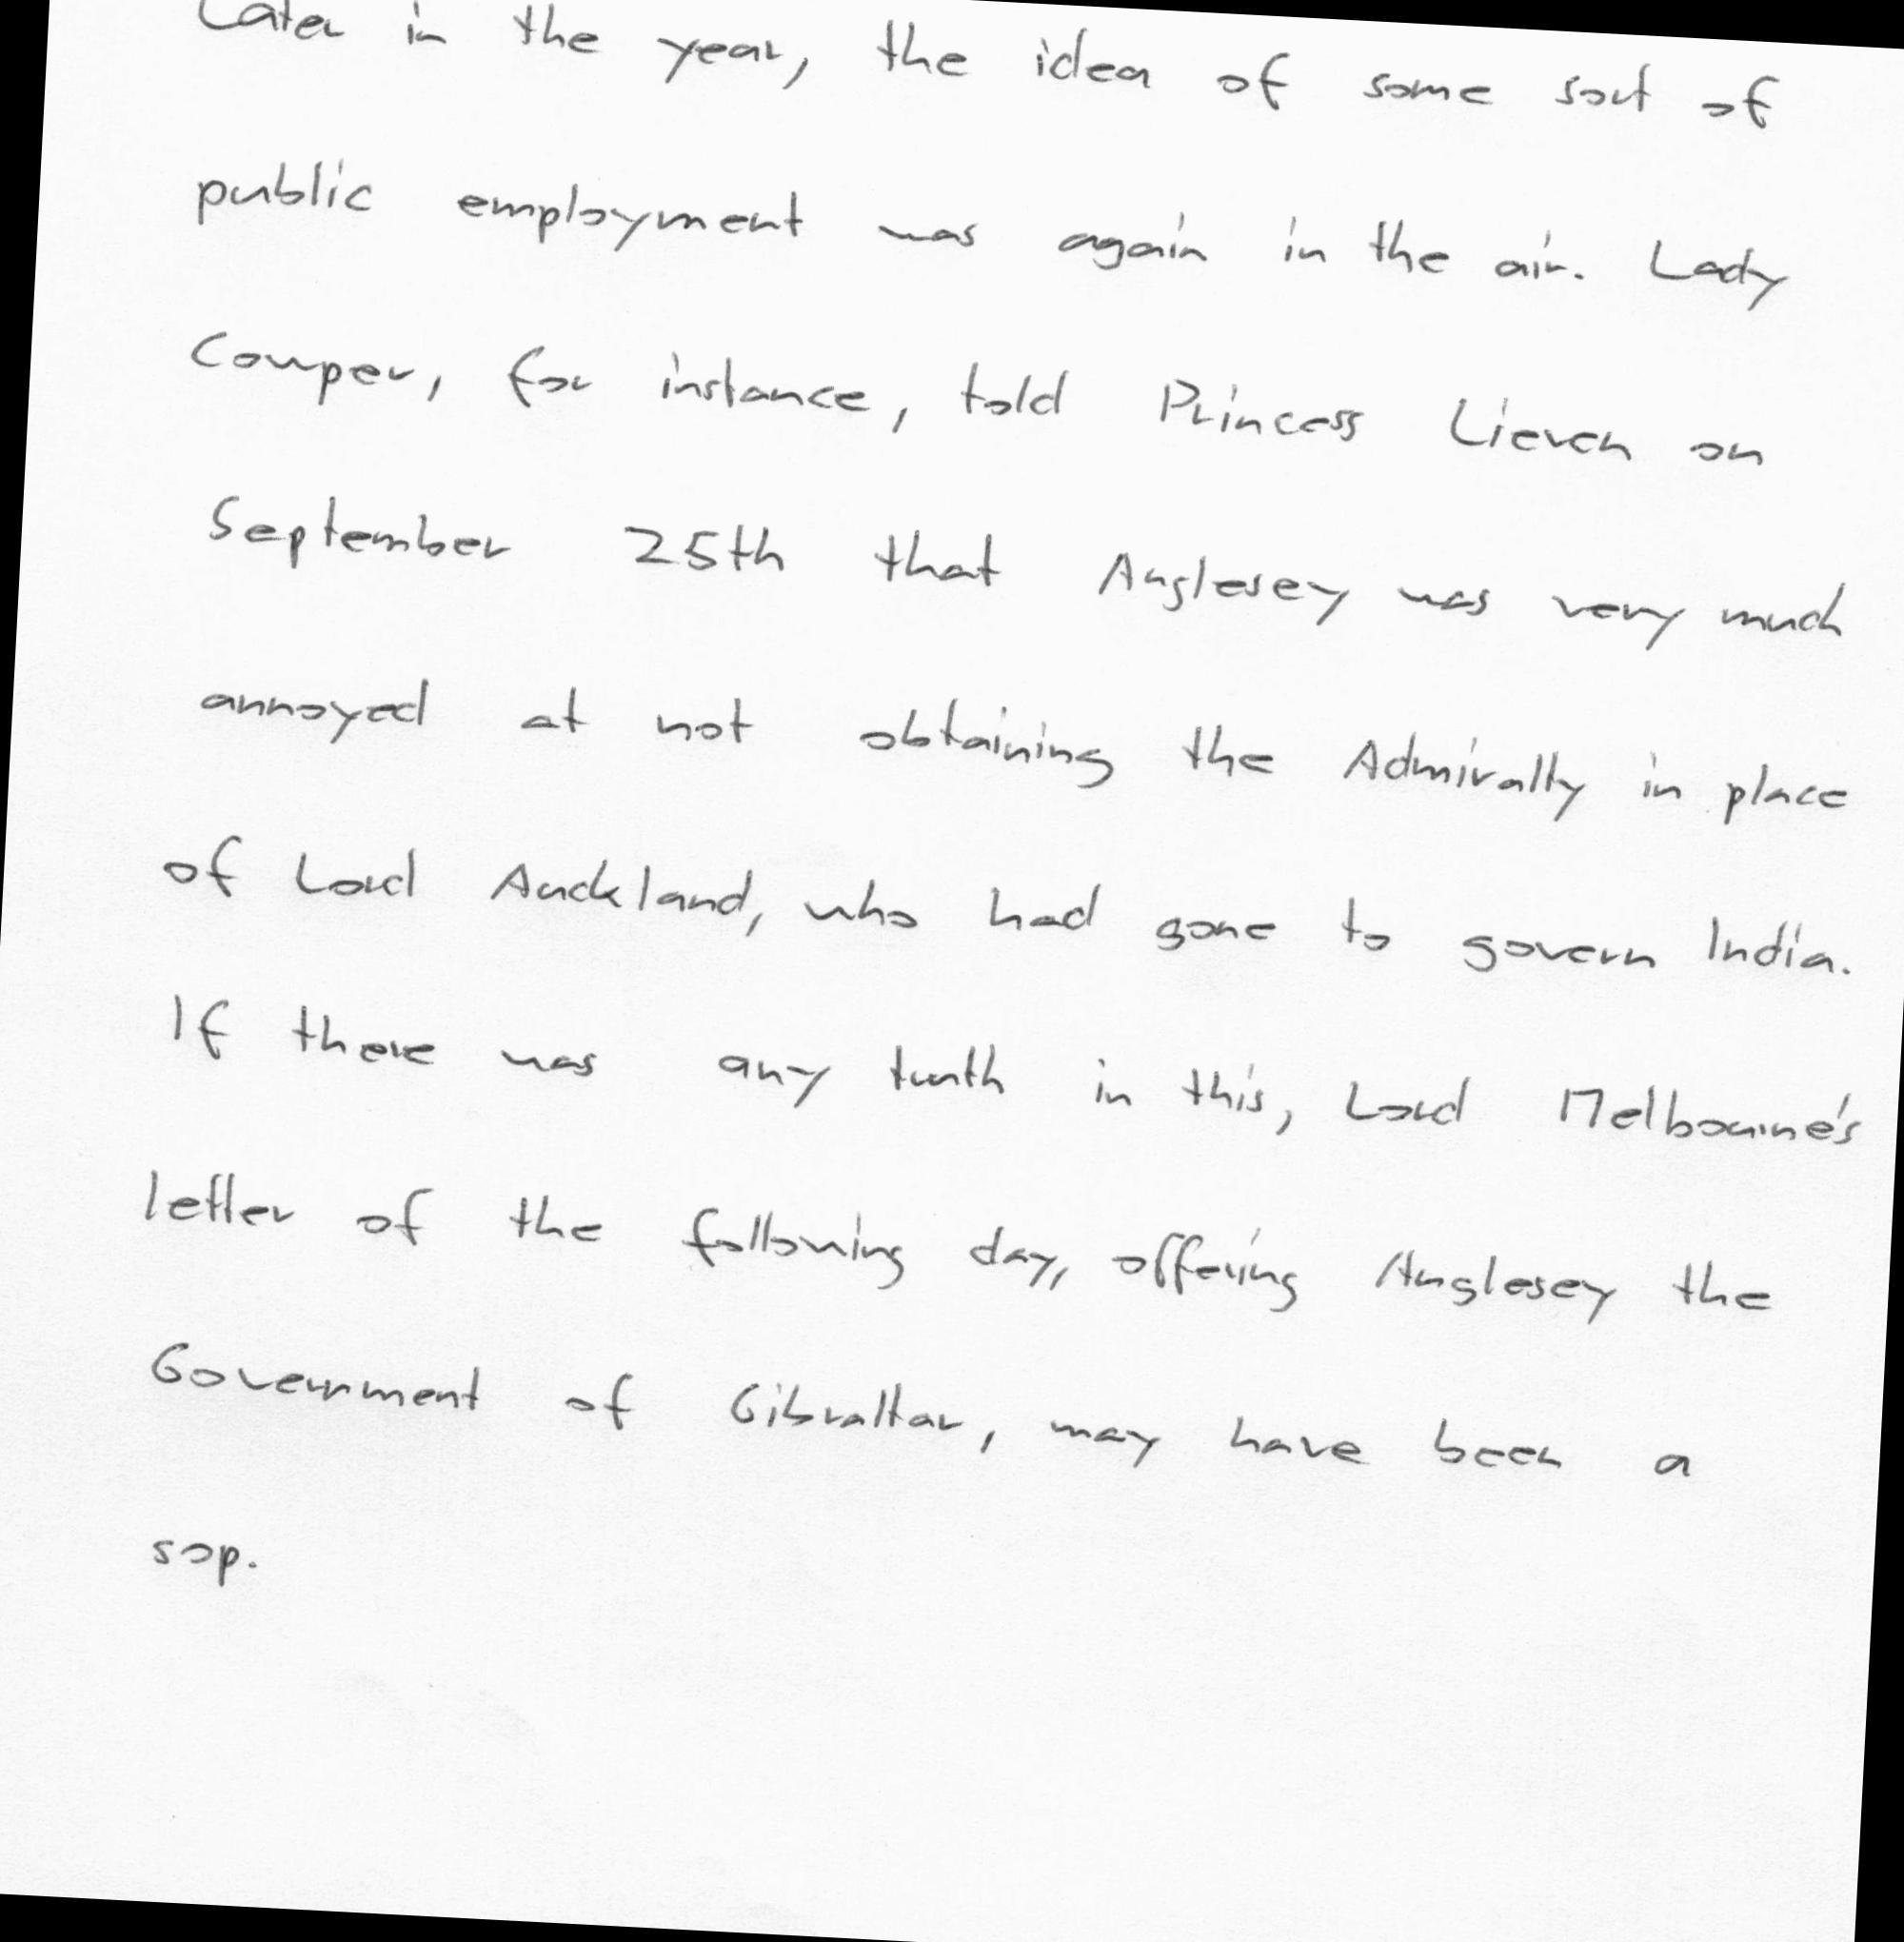 Later in the year, the idea of some sort of
public employment was again in the air. Lady
Cowper, for instance, told Princess Lieven on
September 25th that Anglesey was very much
annoyed at not obtaining the Admiralty in place
of Lord Auckland, who had gone to govern India.
If there was any truth in this, Lord Melbourne's
letter of the following day, offering Anglesey the
Government of Gibraltar, may have been a
sop.